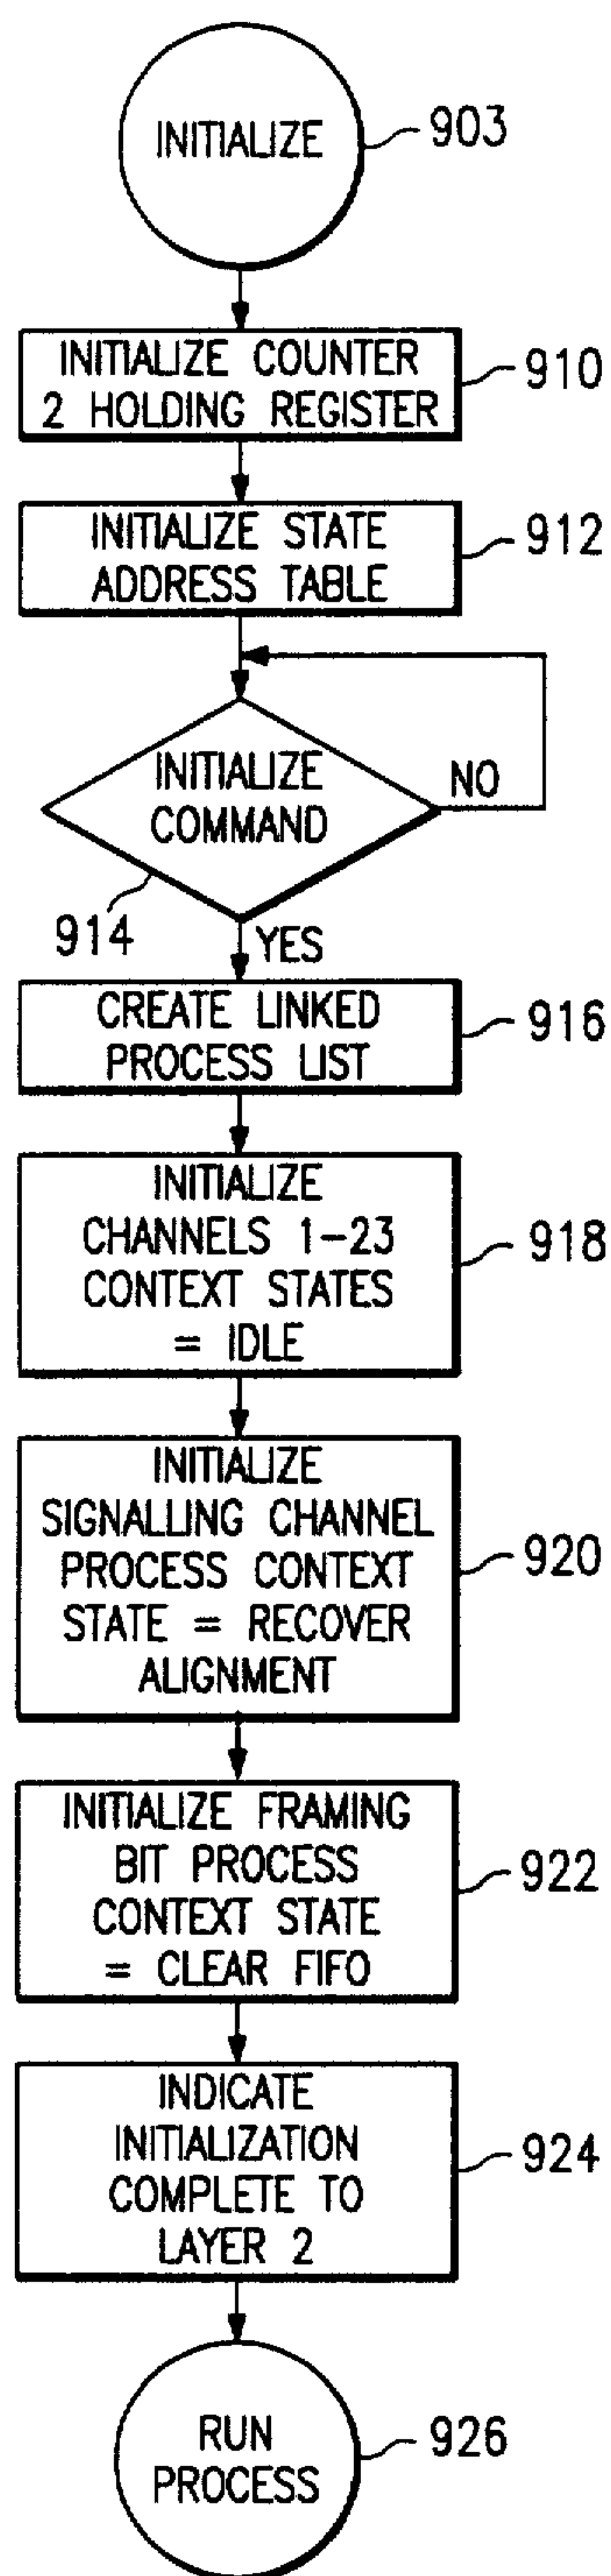 INITIALIZE
903
INITIALIZE COUNTER
2 HOLDING REGISTER
910
INITIALIZE STATE
ADDRESS TABLE
912
INITIALIZE
COMMAND
NO
914
YES
CREATE LINKED
PROCESS LIST
916
INITIALIZE
CHANNELS 1-23
CONTEXT STATES
= IDLE
918
INITIALIZE
SIGNALLING CHANNEL
PROCESS CONTEXT
STATE = RECOVER
ALIGNMENT
920
INITIALIZE FRAMING
BIT PROCESS
CONTEXT STATE
= CLEAR FIFO
922
INDICATE
INITIALIZATION
COMPLETE TO
LAYER 2
924
RUN
PROCESS
926